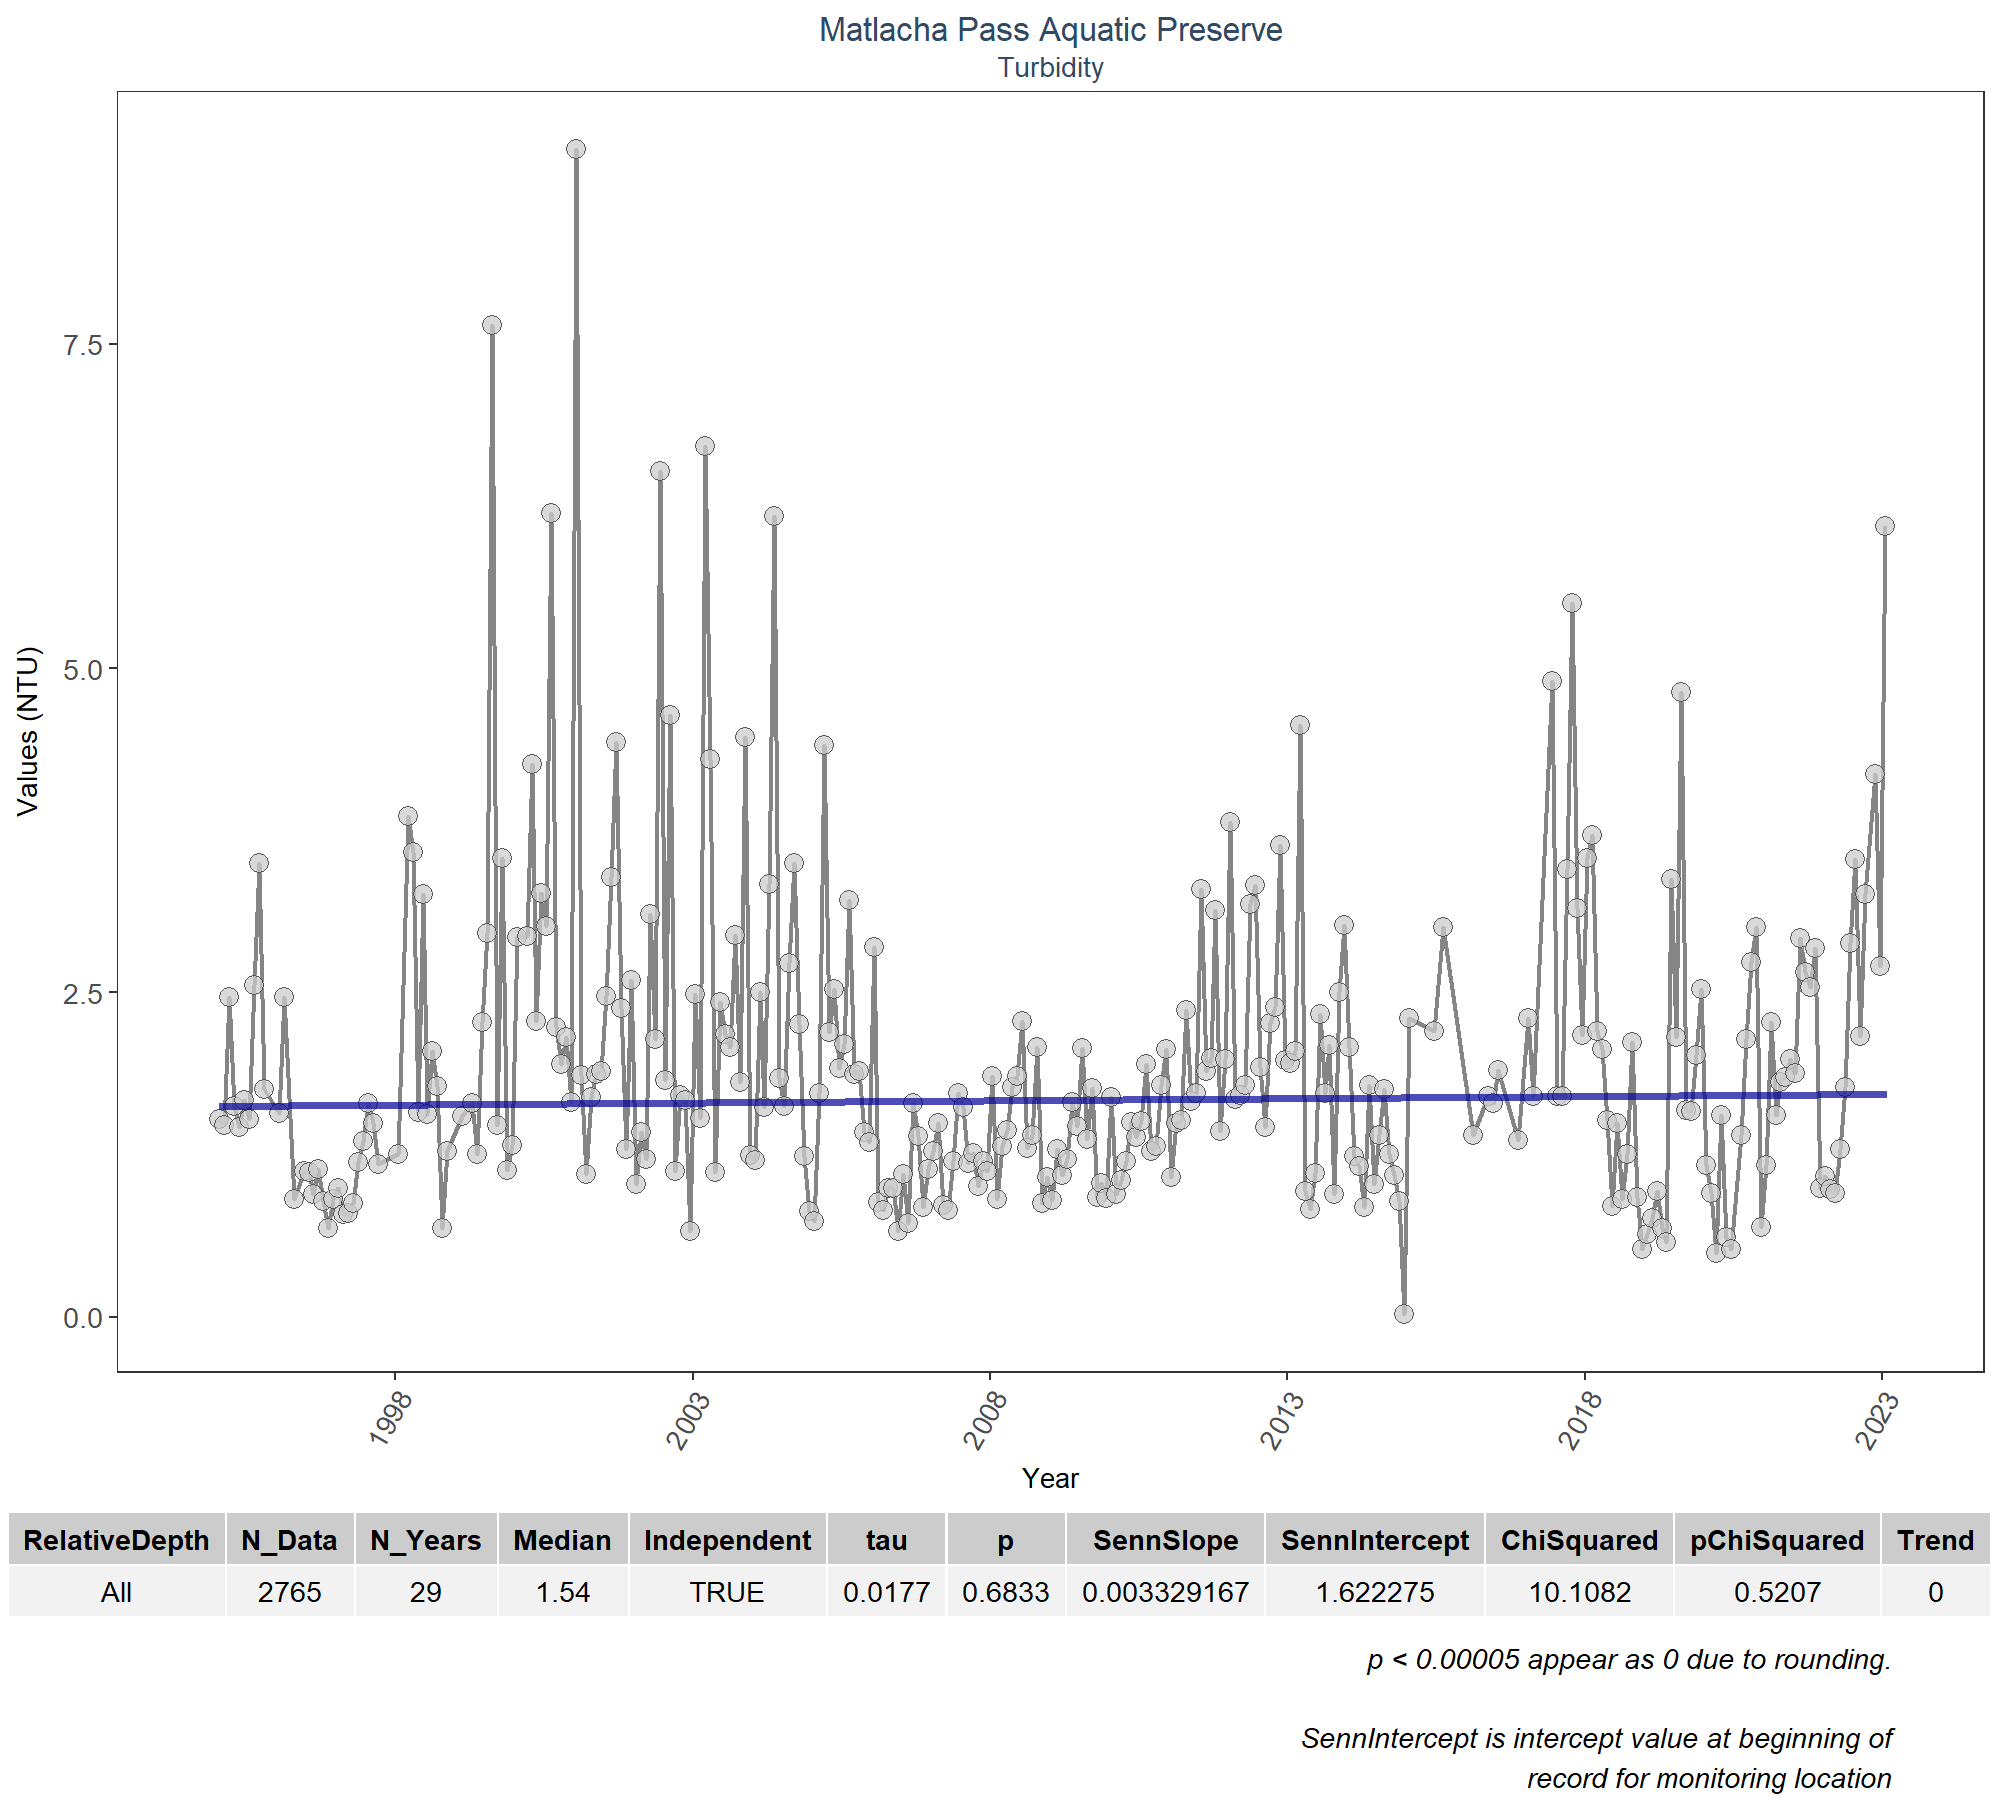 Matlacha Pass Aquatic Preserve
Turbidity
Values (NTU)
7.5
5.0
2.5
0.0
1998 2003 2008 2013 2018 2023
Year
RelativeDepth N_Data N_Years Median Independent tau p SennSlope SennIntercept ChiSquared pChiSquared Trend
All 2765 29 1.54 TRUE 0.0177 0.6833 0.003329167 1.622275 10.1082 0.5207 0
p < 0.00005 appear as 0 due to rounding.
SennIntercept is intercept value at beginning of
record for monitoring location